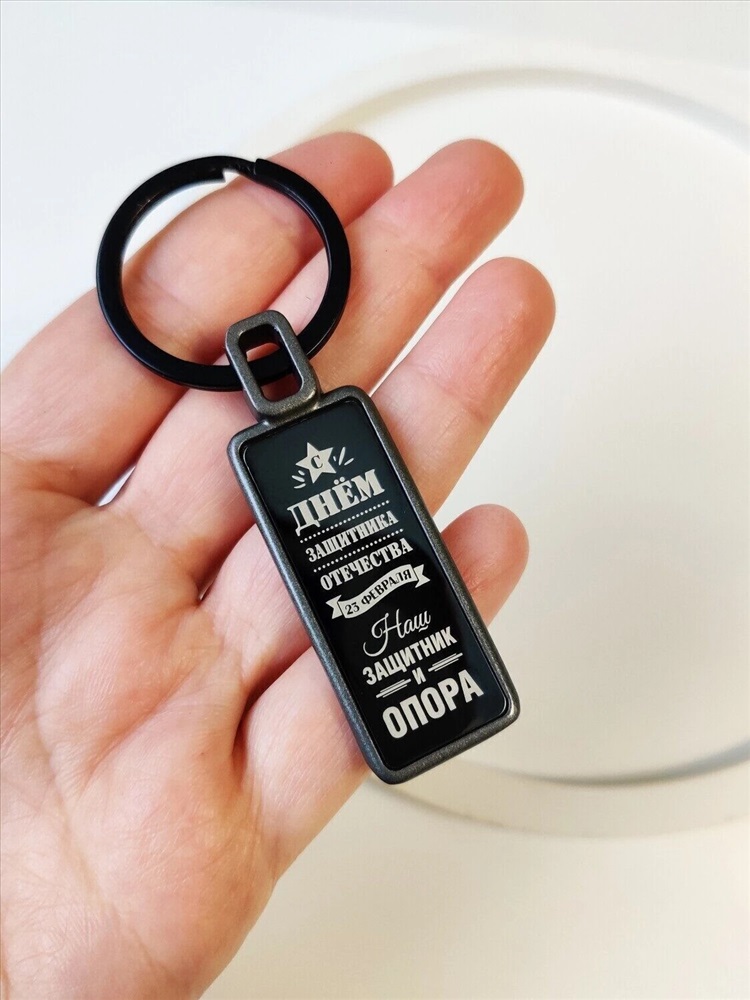 С
ДНЁМ
ЗАЩИТНИКА
ОТЕЧЕСТВА
23 ФЕВРАЛЯ
Наш
ЗАЩИТНИК
И
ОПОРА